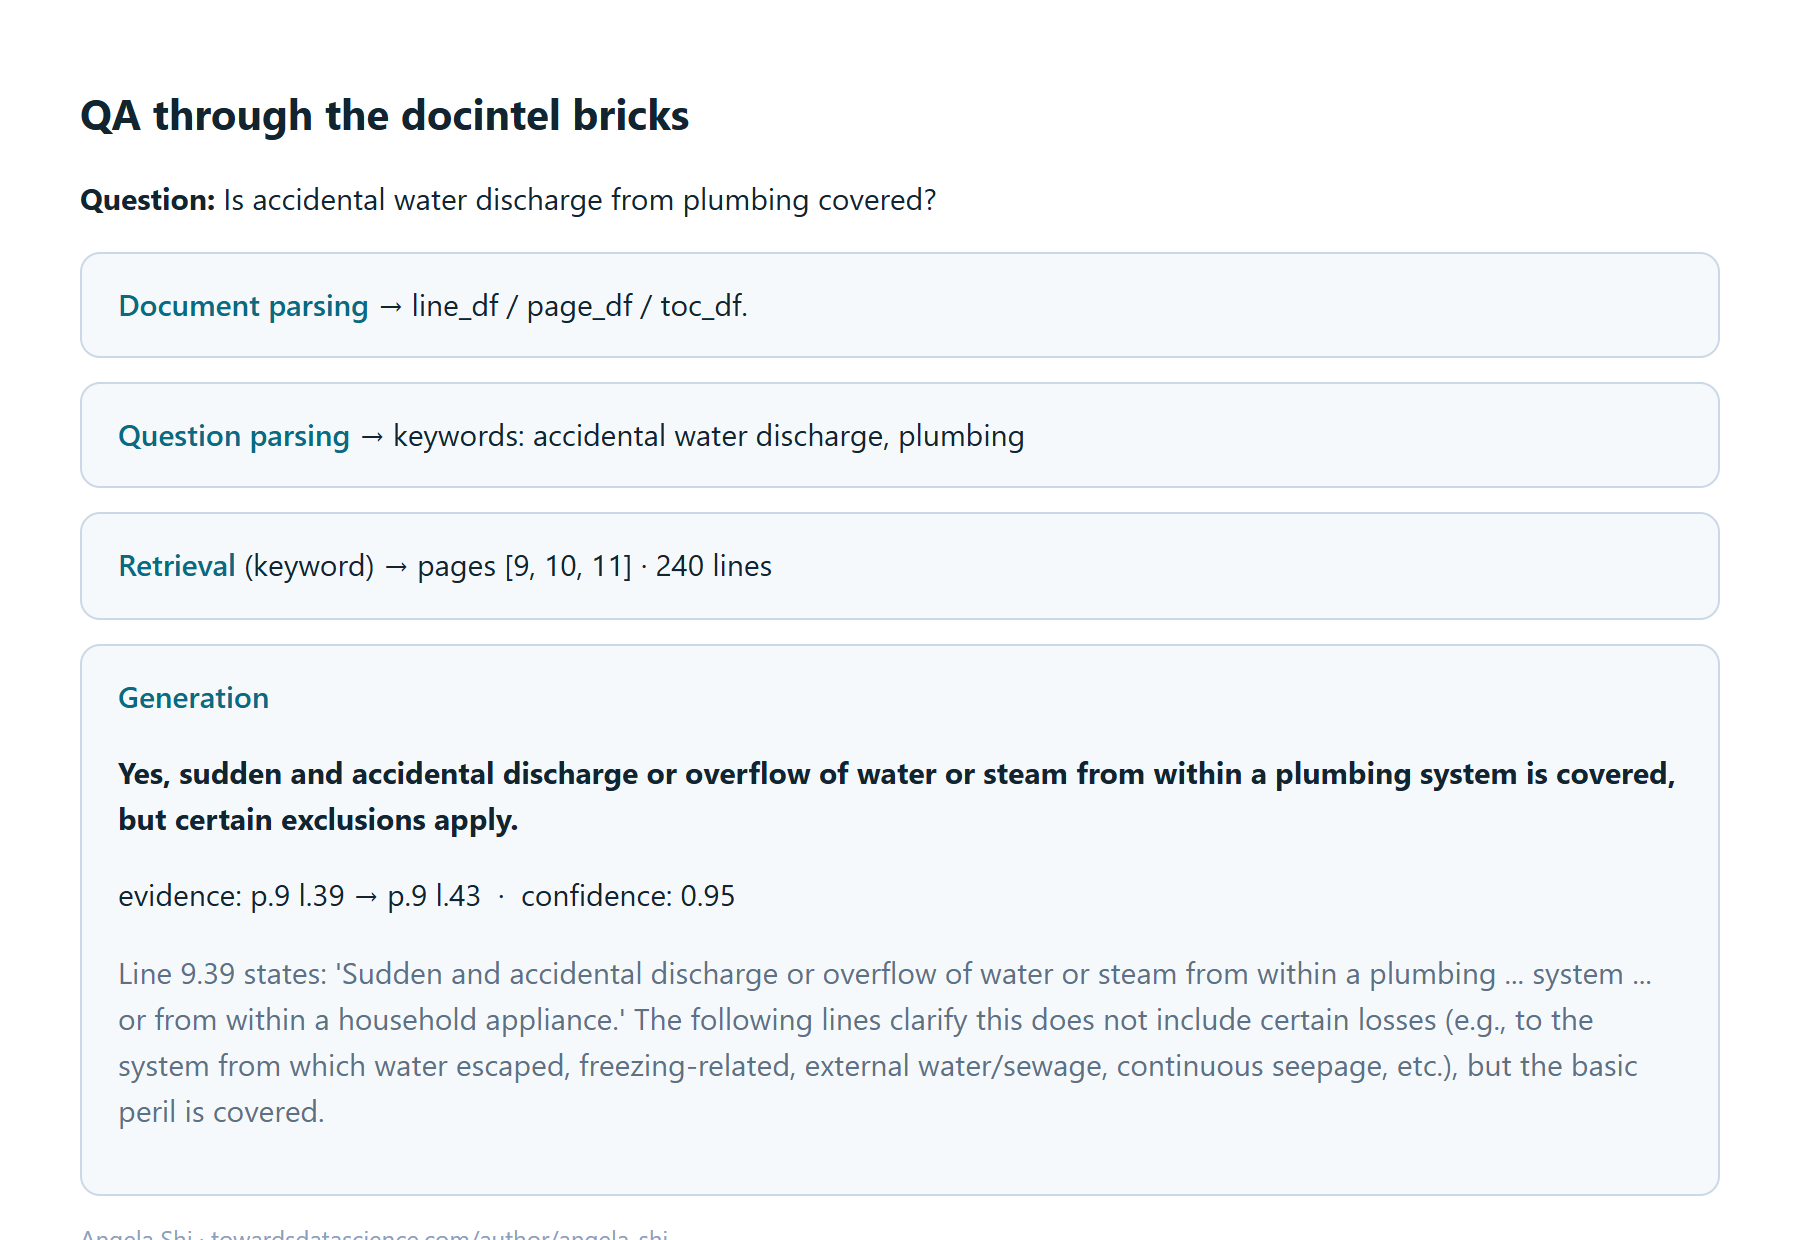 QA through the docintel bricks
Question: Is accidental water discharge from plumbing covered?
Document parsing → line_df / page_df / toc_df.
Question parsing → keywords: accidental water discharge, plumbing
Retrieval (keyword) → pages [9, 10, 11] · 240 lines
Generation
Yes, sudden and accidental discharge or overflow of water or steam from within a plumbing system is covered,
but certain exclusions apply.
evidence: p.9 l.39 → p.9 l.43 · confidence: 0.95
Line 9.39 states: 'Sudden and accidental discharge or overflow of water or steam from within a plumbing ... system ...
or from within a household appliance.' The following lines clarify this does not include certain losses (e.g., to the
system from which water escaped, freezing-related, external water/sewage, continuous seepage, etc.), but the basic
peril is covered.
Angela Shi · towardsdatascience.com/author/angela_shi